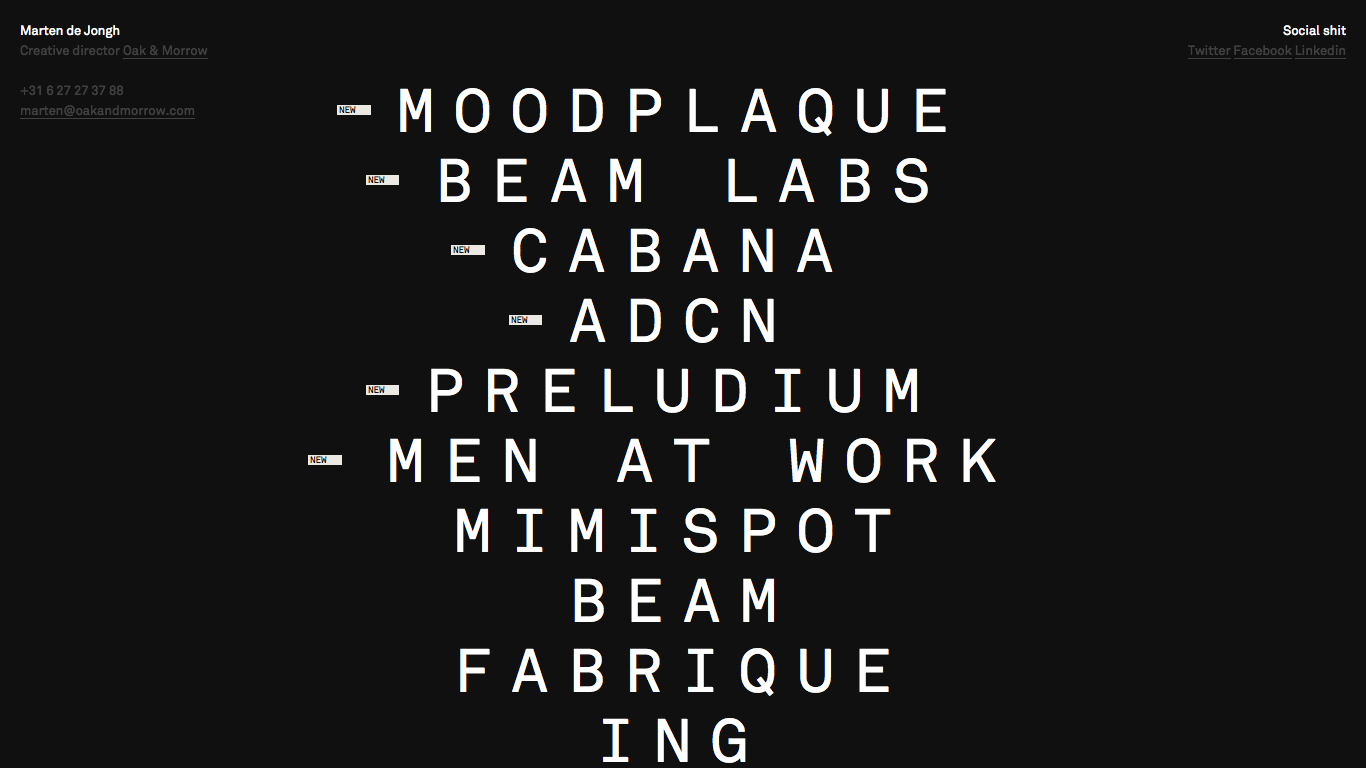 Marten de Jongh
Creative director Oak & Morrow
+31 6 27 27 37 88
marten@oakandmorrow.com
Social shit
Twitter Facebook Linkedin
NEW MOODPLAQUE
NEW BEAM LABS
NEW CABANA
NEW ADCN
NEW PRELUDIUM
NEW MEN AT WORK
MIMISPOT
BEAM
FABRIQUE
ING